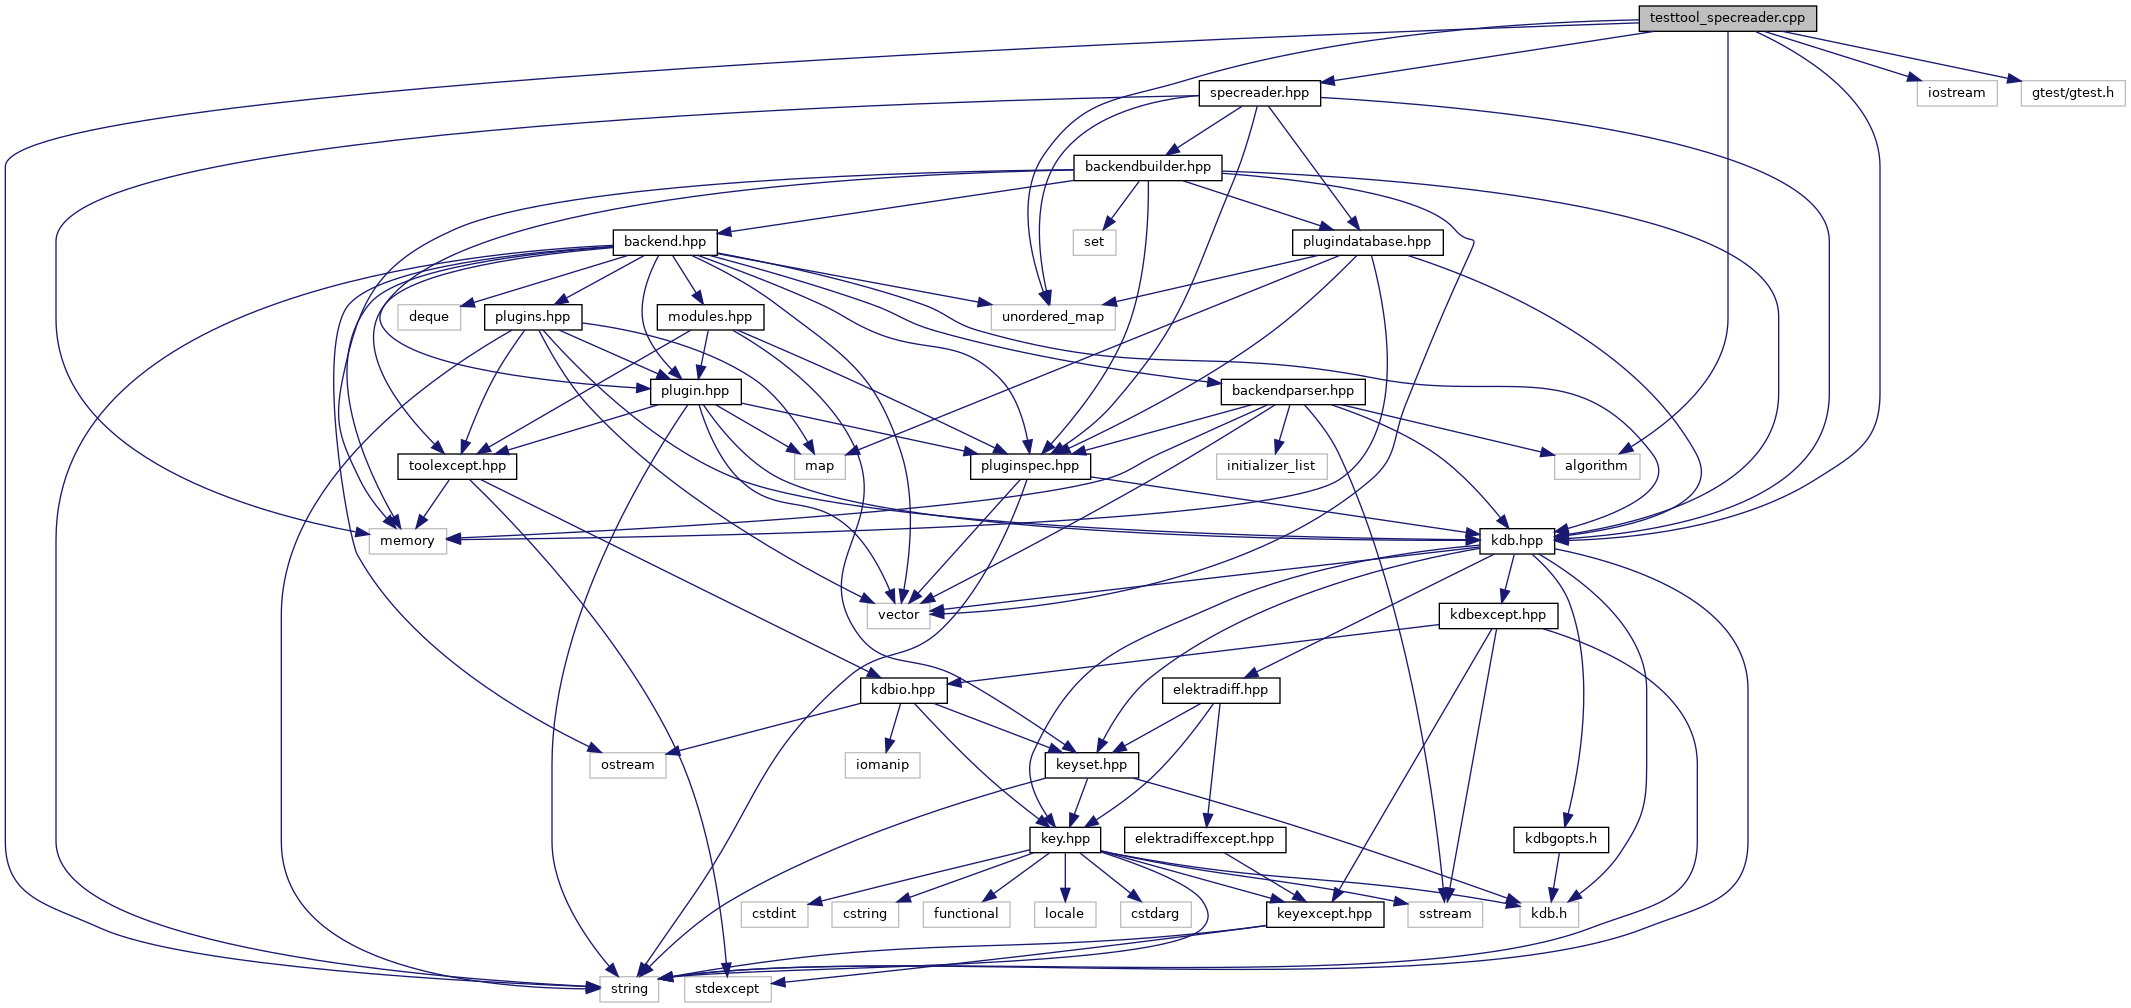 testtool_specreader.cpp
specreader.hpp
iostream
gtest/gtest.h
backendbuilder.hpp
backend.hpp
set
plugindatabase.hpp
deque
plugins.hpp
modules.hpp
unordered_map
plugin.hpp
backendparser.hpp
toolexcept.hpp
map
pluginspec.hpp
initializer_list
algorithm
memory
kdb.hpp
vector
kdbexcept.hpp
kdbio.hpp
elektradiff.hpp
ostream
iomanip
keyset.hpp
key.hpp
elektradiffexcept.hpp
kdbgopts.h
cstdint
cstring
functional
locale
cstdarg
keyexcept.hpp
sstream
kdb.h
string
stdexcept